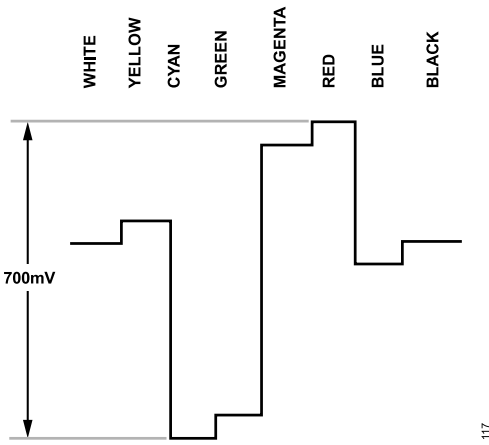 WHITE
YELLOW
CYAN
GREEN
MAGENTA
RED
BLUE
BLACK
700mV
117